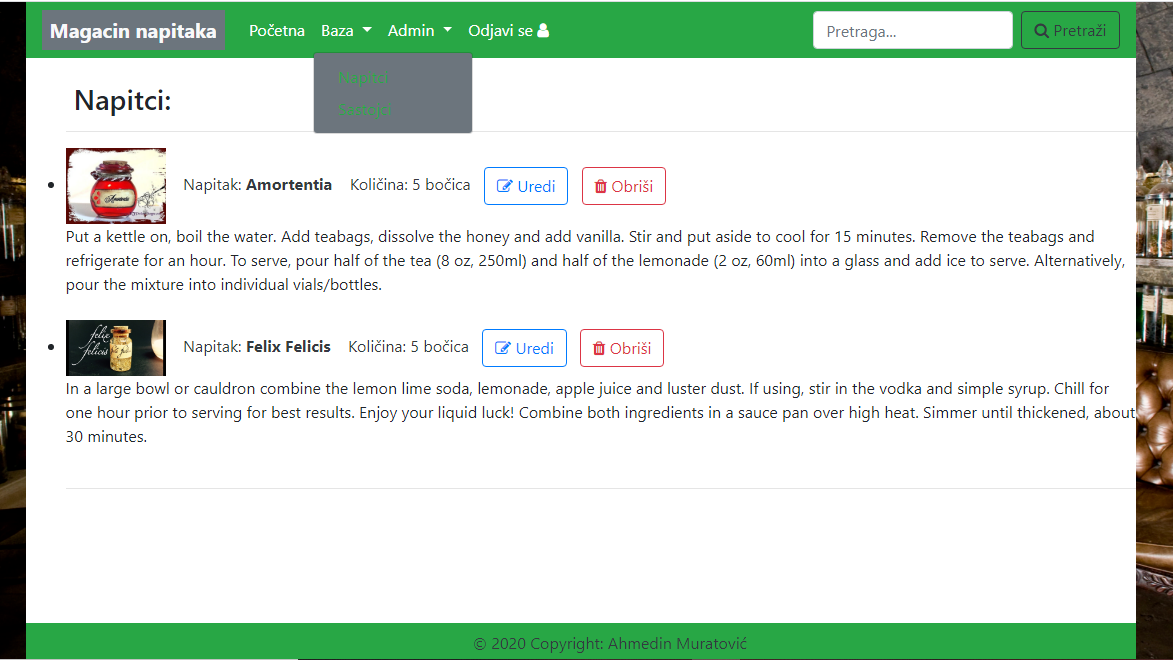 Magacin napitaka Početna Baza Admin Odjavi se Pretraga... Pretraži
Napitci
Sastojci
Napitci:
Napitak: Amortentia Količina: 5 bočica Uredi Obriši
Put a kettle on, boil the water. Add teabags, dissolve the honey and add vanilla. Stir and put aside to cool for 15 minutes. Remove the teabags and
refrigerate for an hour. To serve, pour half of the tea (8 oz, 250ml) and half of the lemonade (2 oz, 60ml) into a glass and add ice to serve. Alternatively,
pour the mixture into individual vials/bottles.
felix
felicis
Napitak: Felix Felicis Količina: 5 bočica Uredi Obriši
In a large bowl or cauldron combine the lemon lime soda, lemonade, apple juice and luster dust. If using, stir in the vodka and simple syrup. Chill for
one hour prior to serving for best results. Enjoy your liquid luck! Combine both ingredients in a sauce pan over high heat. Simmer until thickened, about
30 minutes.
© 2020 Copyright: Ahmedin Muratović